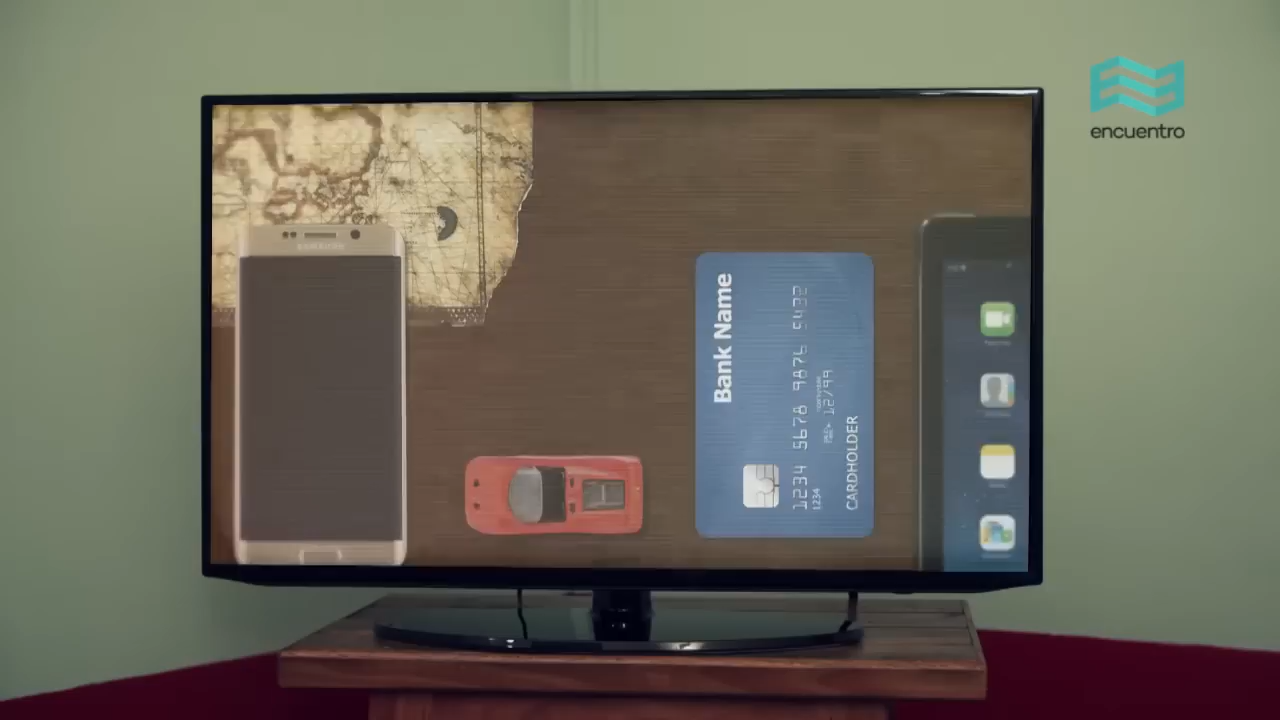 encuentro
SAMSUNG
Bank Name
1234 5678 9876 5432
1234
12/99
CARDHOLDER